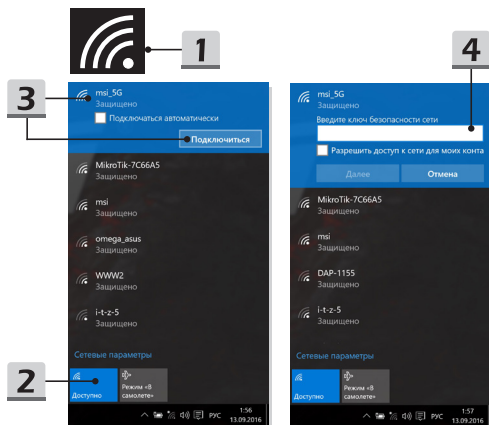 1
3
msi_5G
Защищено
Подключаться автоматически
Подключиться
MikroTik-7C66A5
Защищено
msi
Защищено
omega_asus
Защищено
WWW2
Защищено
i-t-z-5
Защищено
Сетевые параметры
2
Доступно
Режим «В
самолете»
РУС
1:56
13.09.2016
4
msi_5G
Защищено
Введите ключ безопасности сети
Разрешить доступ к сети для моих конта
Далее
Отмена
MikroTik-7C66A5
Защищено
msi
Защищено
DAP-1155
Защищено
i-t-z-5
Защищено
Сетевые параметры
Доступно
Режим «В
самолете»
РУС
1:57
13.09.2016